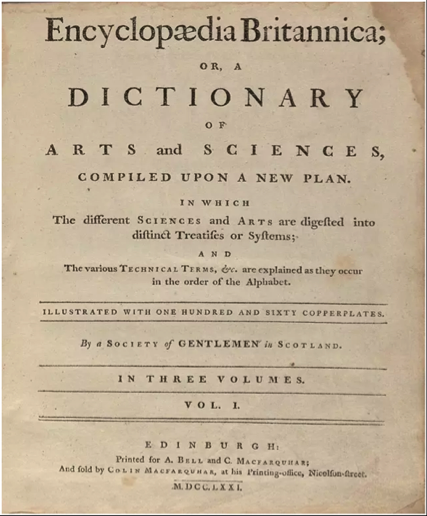 Encyclopædia Britannica;
OR, A
DICTIONARY
OF
ARTS and SCIENCES,
COMPILED UPON A NEW PLAN.
IN WHICH
The different SCIENCES and ARTS are digeſted into
diſtinct Treatiſes or Syſtems;
AND
The various TECHNICAL TERMS, &c. are explained as they occur
in the order of the Alphabet.
ILLUSTRATED WITH ONE HUNDRED AND SIXTY COPPERPLATES.
By a SOCIETY of GENTLEMEN in SCOTLAND.
IN THREE VOLUMES.
VOL. I.
EDINBURGH:
Printed for A. BELL and C. MACFARQUHAR;
And ſold by COLIN MACFARQUHAR, at his Printing-office, Nicolſon-ſtreet.
M.DCC.LXXI.